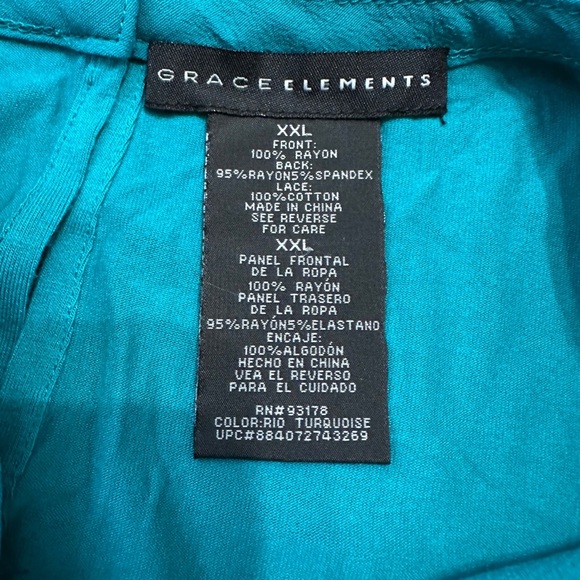 GRACE ELEMENTS
XXL
FRONT:
100% RAYON
BACK:
95%RAYON5%SPANDEX
LACE:
100%COTTON
MADE IN CHINA
SEE REVERSE
FOR CARE
XXL
PANEL FRONTAL
DE LA ROPA
100% RAYÓN
PANEL TRASERO
DE LA ROPA
95%RAYÓN5%ELASTANO
ENCAJE:
100%ALGODÓN
HECHO EN CHINA
VEA EL REVERSO
PARA EL CUIDADO
RN#93178
COLOR:RIO TURQUOISE
UPC#884072743269